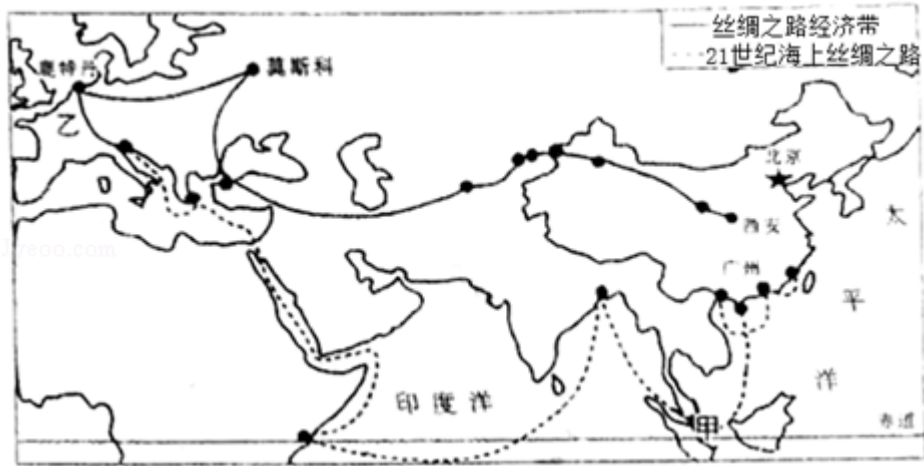 丝绸之路经济带
21世纪海上丝绸之路
鹿特丹
莫斯科
乙
北京
西安
太
广州
平
印度洋
洋
甲
赤道